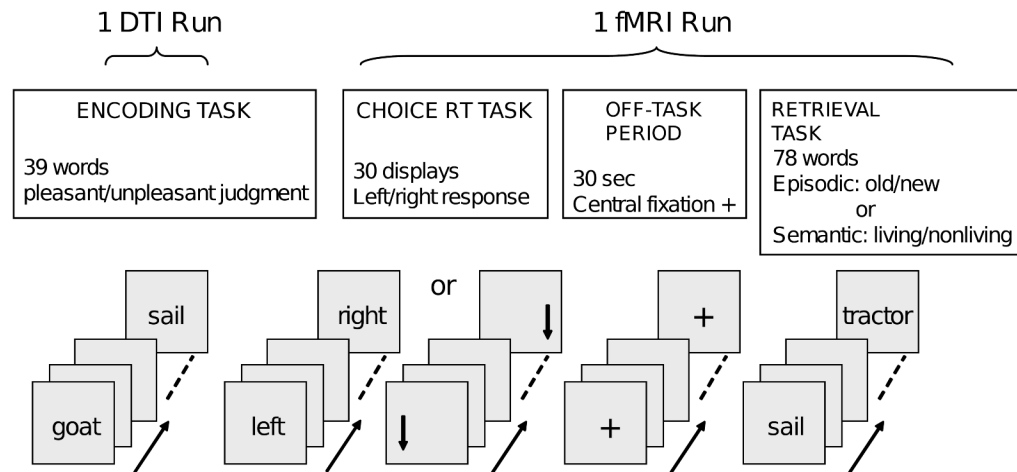 1 DTI Run
1 fMRI Run
ENCODING TASK
39 words
pleasant/unpleasant judgment
CHOICE RT TASK
30 displays
Left/right response
OFF-TASK
PERIOD
30 sec
Central fixation +
RETRIEVAL
TASK
78 words
Episodic: old/new
or
Semantic: living/nonliving
sail
goat
right
left
or
+
+
tractor
sail